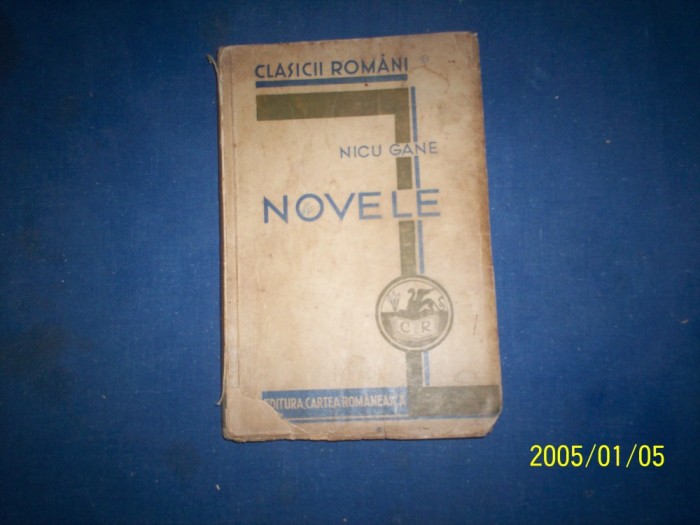 CLASICII ROMÂNI
NICU GANE
NOVELE
C R
EDITURA CARTEA ROMÂNEASCĂ
2005/01/05